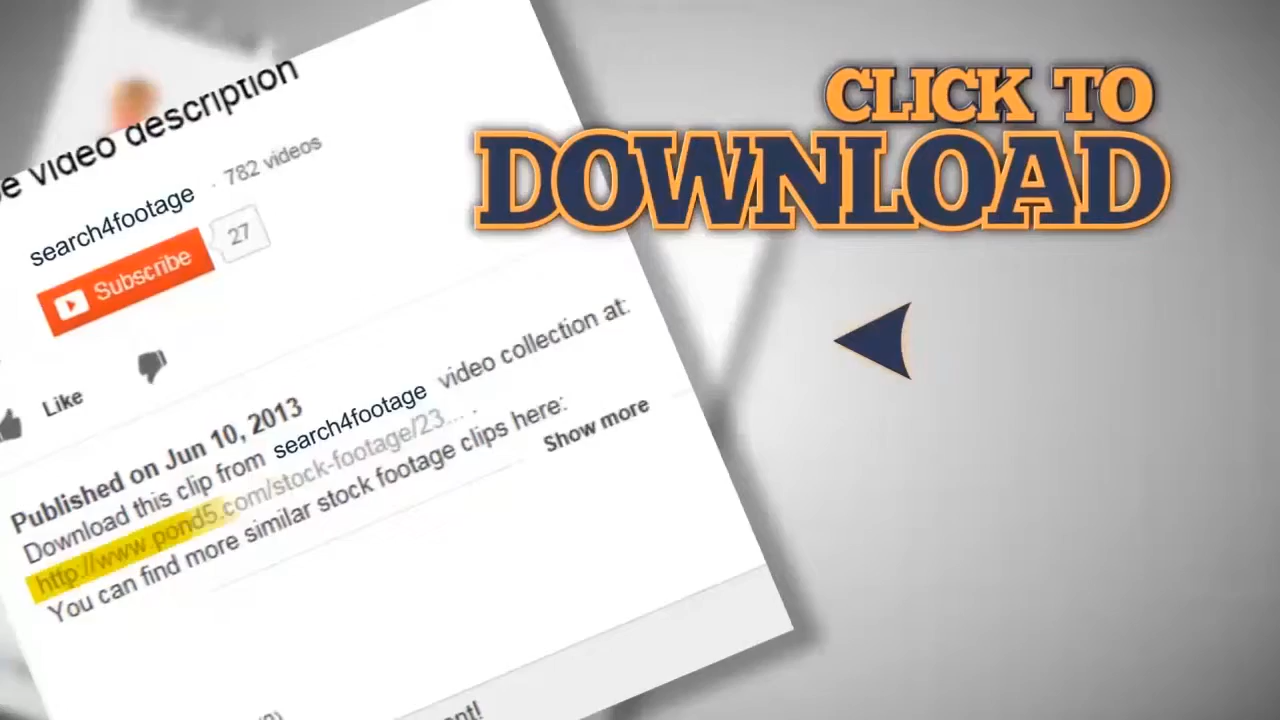 CLICK TO
DOWNLOAD
video description
search4footage · 782 videos
Subscribe 27
Like
Published on Jun 10, 2013
Download this clip from search4footage video collection at:
http://www.pond5.com/stock-footage/23... .
You can find more similar stock footage clips here:
Show more